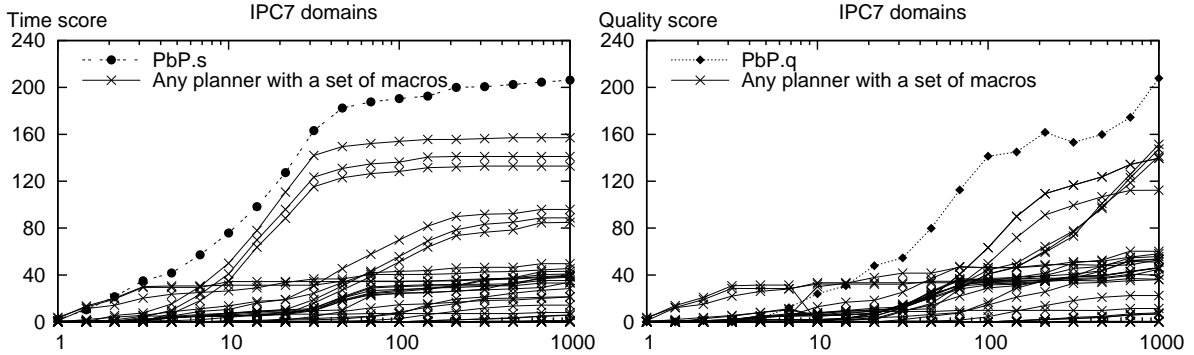 Time score
IPC7 domains
PbP.s
Any planner with a set of macros
240
200
160
120
80
40
0
1 10 100 1000
Quality score
IPC7 domains
PbP.q
Any planner with a set of macros
240
200
160
120
80
40
0
1 10 100 1000